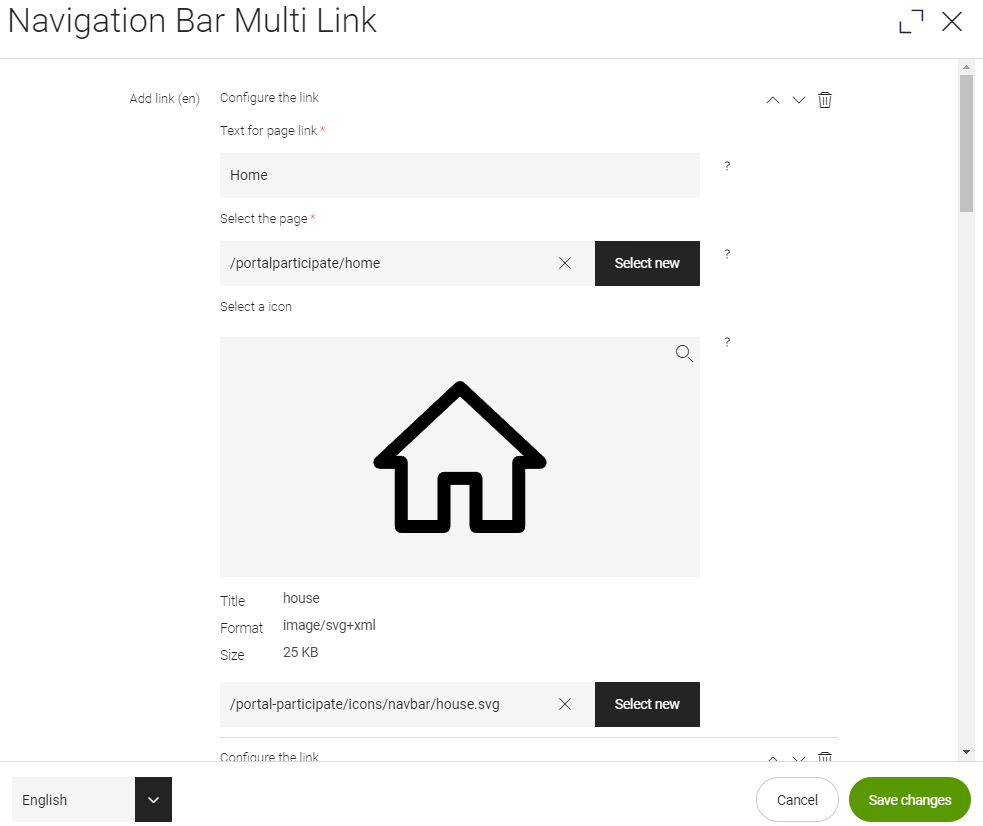 Navigation Bar Multi Link
Add link (en) Configure the link
Text for page link *
Home ?
Select the page *
/portalparticipate/home Select new ?
Select a icon
?
Title house
Format image/svg+xml
Size 25 KB
/portal-participate/icons/navbar/house.svg Select new
Configure the link
English Cancel Save changes